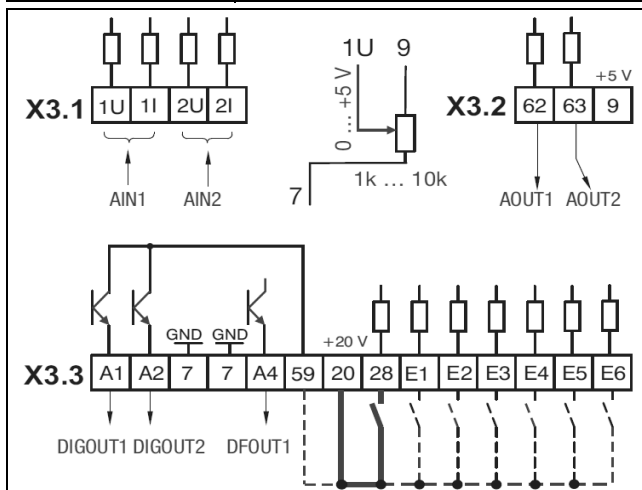 1U 9
0 ... +5 V
7
1k ... 10k
X3.1 1U 1I 2U 2I
AIN1 AIN2
+5 V
X3.2 62 63 9
AOUT1 AOUT2
GND GND +20 V
X3.3 A1 A2 7 7 A4 59 20 28 E1 E2 E3 E4 E5 E6
DIGOUT1 DIGOUT2 DFOUT1